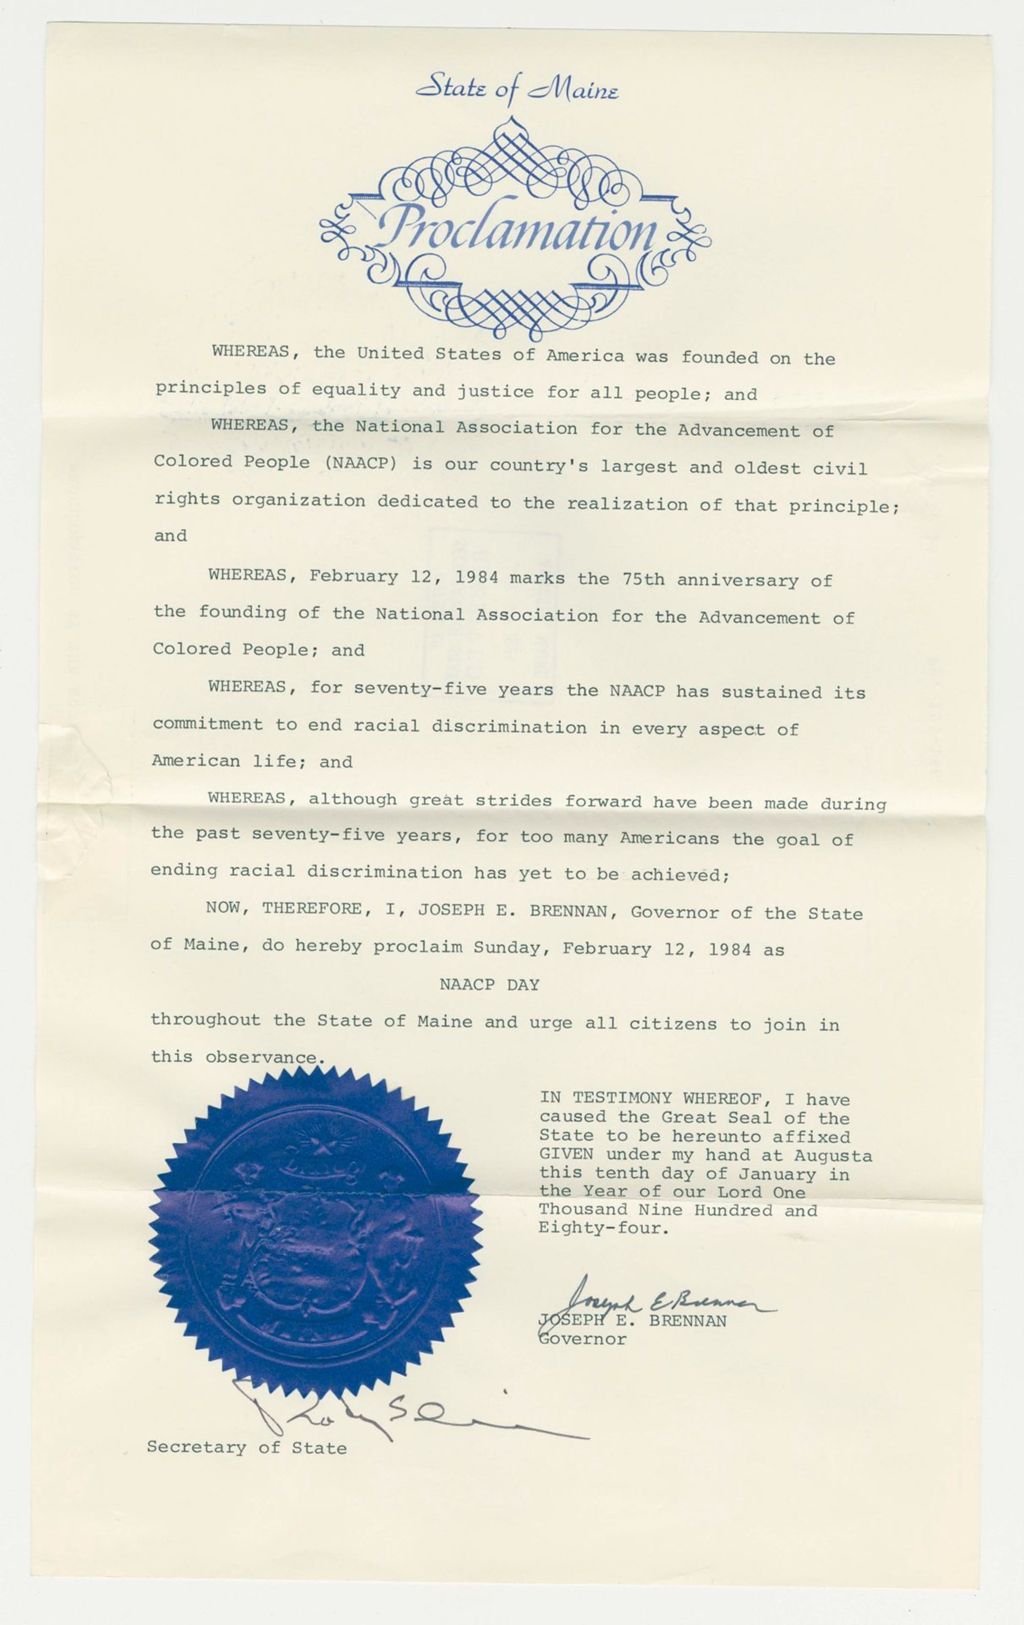 State of Maine
Proclamation
WHEREAS, the United States of America was founded on the
principles of equality and justice for all people; and
WHEREAS, the National Association for the Advancement of
Colored People (NAACP) is our country's largest and oldest civil
rights organization dedicated to the realization of that principle;
and
WHEREAS, February 12, 1984 marks the 75th anniversary of
the founding of the National Association for the Advancement of
Colored People; and
WHEREAS, for seventy-five years the NAACP has sustained its
commitment to end racial discrimination in every aspect of
American life; and
WHEREAS, although great strides forward have been made during
the past seventy-five years, for too many Americans the goal of
ending racial discrimination has yet to be achieved;
NOW, THEREFORE, I, JOSEPH E. BRENNAN, Governor of the State
of Maine, do hereby proclaim Sunday, February 12, 1984 as
NAACP DAY
throughout the State of Maine and urge all citizens to join in
this observance.
IN TESTIMONY WHEREOF, I have
caused the Great Seal of the
State to be hereunto affixed
GIVEN under my hand at Augusta
this tenth day of January in
the Year of our Lord One
Thousand Nine Hundred and
Eighty-four.
Joseph E Brennan
JOSEPH E. BRENNAN
Governor
Secretary of State